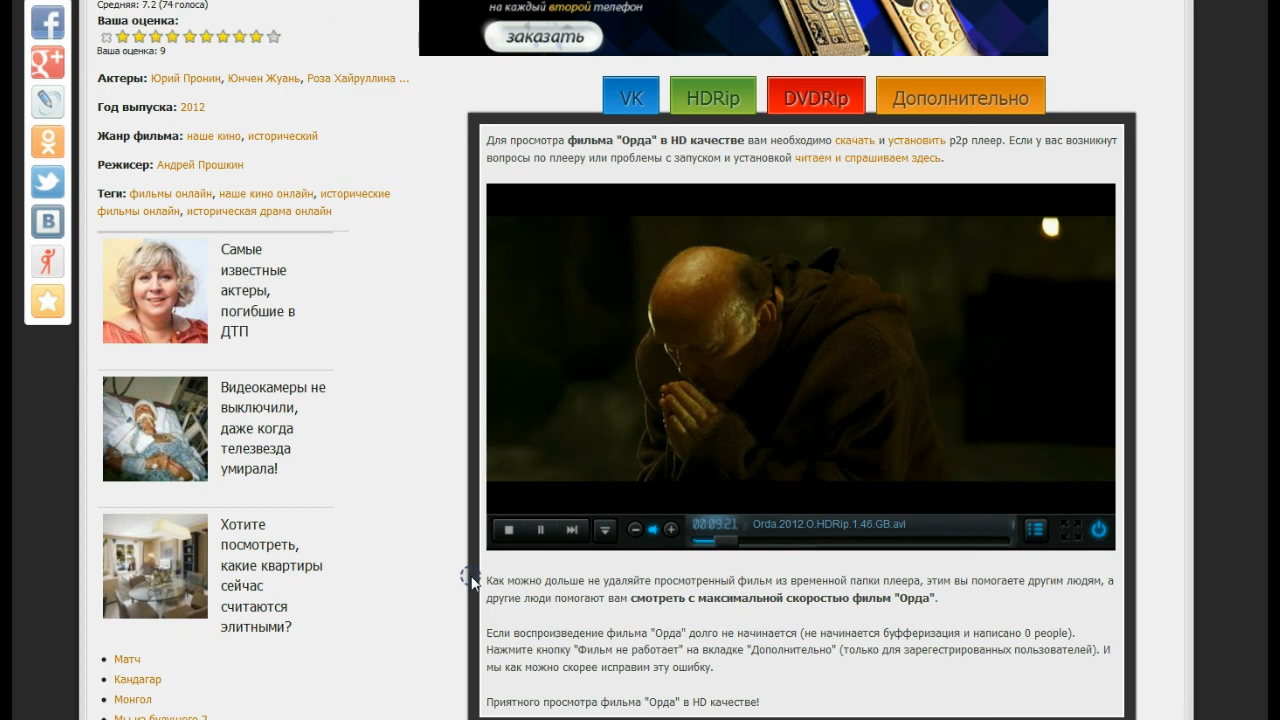 Средняя: 7.2 (74 голоса)
Ваша оценка:
Ваша оценка: 9
Актеры: Юрий Пронин, Юнчен Жуань, Роза Хайруллина ...
Год выпуска: 2012
Жанр фильма: наше кино, исторический
Режисер: Андрей Прошкин
Теги: фильмы онлайн, наше кино онлайн, исторические
фильмы онлайн, историческая драма онлайн
Самые
известные
актеры,
погибшие в
ДТП
Видеокамеры не
выключили,
даже когда
телезвезда
умирала!
Хотите
посмотреть,
какие квартиры
сейчас
считаются
элитными?
Матч
Кандагар
Монгол
Мы из будущего 2
на каждый второй телефон
заказать
VK HDRip DVDRip Дополнительно
Для просмотра фильма "Орда" в HD качестве вам необходимо скачать и установить p2p плеер. Если у вас возникнут
вопросы по плееру или проблемы с запуском и установкой читаем и спрашиваем здесь.
00:09:21 Orda.2012.O.HDRip.1.46.GB.avi
Как можно дольше не удаляйте просмотренный фильм из временной папки плеера, этим вы помогаете другим людям, а
другие люди помогают вам смотреть с максимальной скоростью фильм "Орда".
Если воспроизведение фильма "Орда" долго не начинается (не начинается буфферизация и написано 0 people).
Нажмите кнопку "Фильм не работает" на вкладке "Дополнительно" (только для зарегестрированных пользователей). И
мы как можно скорее исправим эту ошибку.
Приятного просмотра фильма "Орда" в HD качестве!